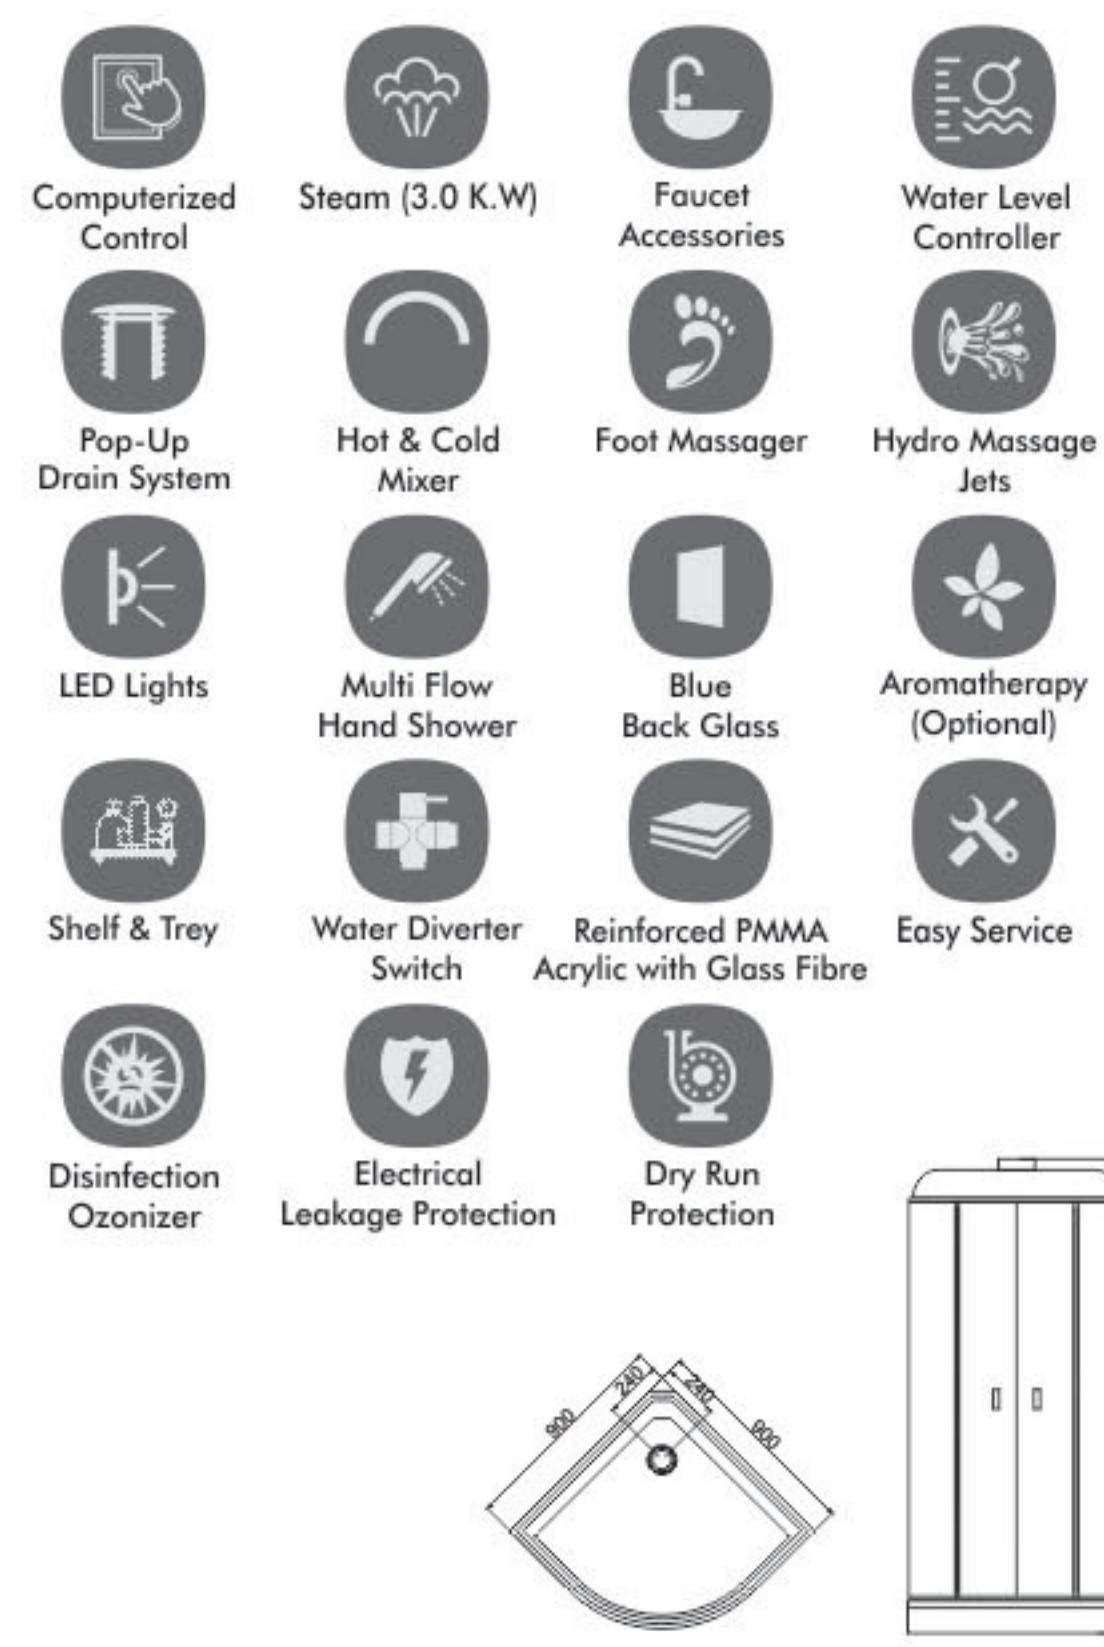 Computerized
Control
Steam (3.0 K.W)
Faucet
Accessories
Water Level
Controller
Pop-Up
Drain System
Hot & Cold
Mixer
Foot Massager
Hydro Massage
Jets
LED Lights
Multi Flow
Hand Shower
Blue
Back Glass
Aromatherapy
(Optional)
Shelf & Trey
Water Diverter
Switch
Reinforced PMMA
Acrylic with Glass Fibre
Easy Service
Disinfection
Ozonizer
Electrical
Leakage Protection
Dry Run
Protection
240
240
900
900